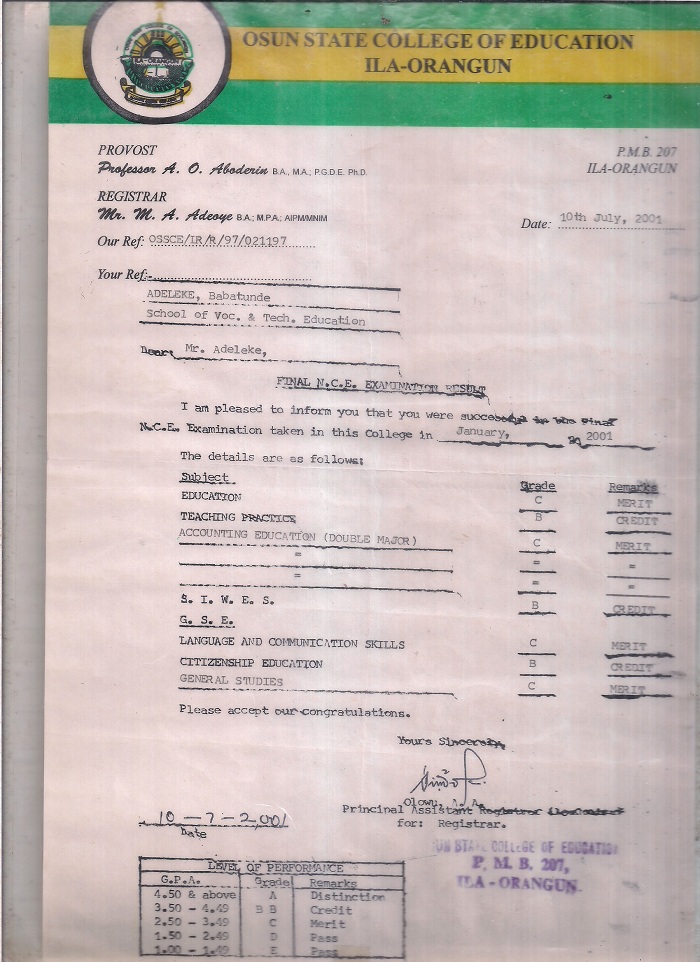 OSUN STATE COLLEGE OF EDUCATION
ILA-ORANGUN
PROVOST
Professor A. O. Aboderin B.A., M.A.; P.G.D.E. Ph.D.
P.M.B. 207
ILA-ORANGUN
REGISTRAR
Mr. M. A. Adeoye B.A.; M.P.A.; AIPM/MNIM
Date: 10th July, 2001
Our Ref: OSSCE/IR/R/97/021197
Your Ref:-
ADELEKE, Babatunde
School of Voc. & Tech. Education
Dear Mr. Adeleke,
FINAL N.C.E. EXAMINATION RESULT
I am pleased to inform you that you were successful in the Final
N.C.E. Examination taken in this College in January, 2001
The details are as follows:
Subject Grade Remarks
EDUCATION C MERIT
TEACHING PRACTICE B CREDIT
ACCOUNTING EDUCATION (DOUBLE MAJOR) C MERIT
= = =
= = =
S. I. W. E. S. B CREDIT
G. S. E.
LANGUAGE AND COMMUNICATION SKILLS C MERIT
CITIZENSHIP EDUCATION B CREDIT
GENERAL STUDIES C MERIT
Please accept our congratulations.
Yours Sincerely,
Olowu, A. A.
Principal Assistant Registrar
for: Registrar.
10-7-2001
Date
SUN STATE COLLEGE OF EDUCATION
P. M. B. 207,
ILA - ORANGUN.
LEVEL OF PERFORMANCE
G.P.A. Grade Remarks
4.50 & above A Distinction
3.50 - 4.49 B B Credit
2.50 - 3.49 C Merit
1.50 - 2.49 D Pass
1.00 - 1.49 E Pass